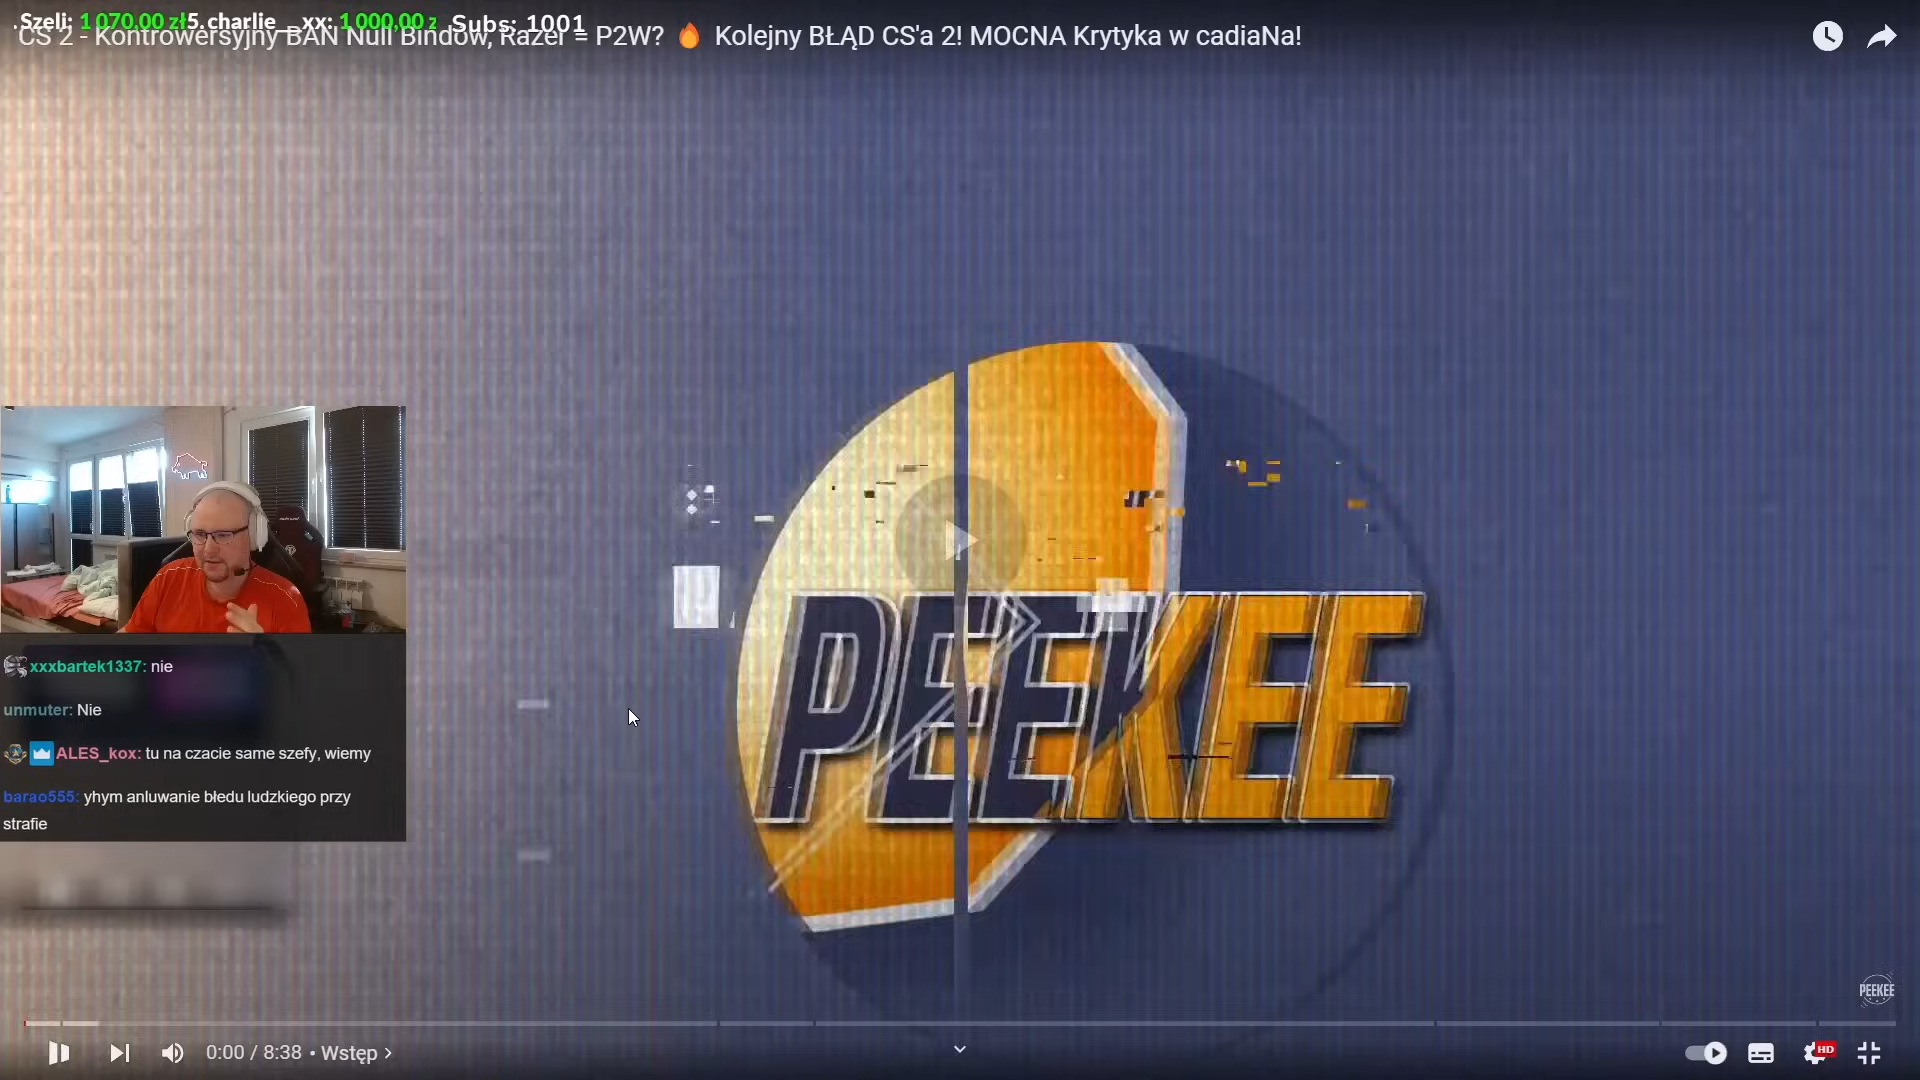 . Szeli: 1 070,00 zł 5. charlie__xx: 1 000,00 z Subs: 1001
CS 2 - Kontrowersyjny BAN Null Bindów, Razer = P2W? 🔥 Kolejny BŁĄD CS'a 2! MOCNA Krytyka w cadiaNa!
PEEKEE
xxxbartek1337: nie
unmuter: Nie
ALES_kox: tu na czacie same szefy, wiemy
barao555: yhym anluwanie błedu ludzkiego przy
strafie
PEEKEE
0:00 / 8:38 • Wstęp >
HD